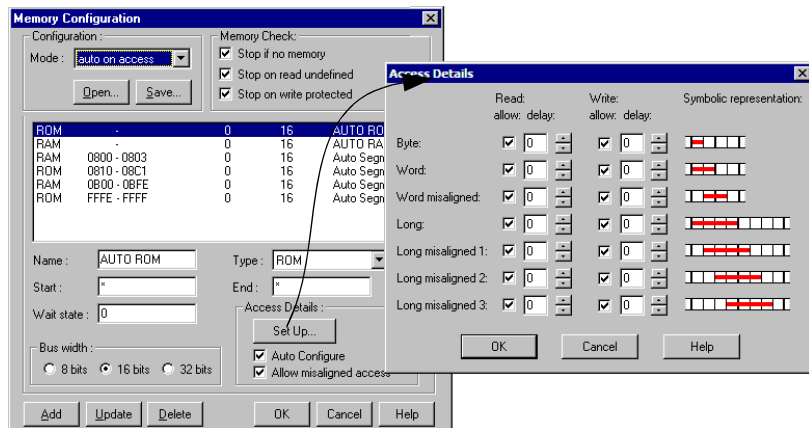 Memory Configuration
Configuration
Mode : auto on access
Open... Save...
Memory Check:
Stop if no memory
Stop on read undefined
Stop on write protected
ROM - 0 16 AUTO RO
RAM - 0 16 AUTO RA
RAM 0800 - 0803 0 16 Auto Segn
ROM 0810 - 08C1 0 16 Auto Segn
RAM 0B00 - 0BFE 0 16 Auto Segn
ROM FFFE - FFFF 0 16 Auto Segn
Name : AUTO ROM Type : ROM
Start : * End : *
Wait state : 0
Access Details :
Set Up...
Auto Configure
Allow misaligned access
Bus width :
8 bits 16 bits 32 bits
Add Update Delete OK Cancel Help
Access Details
Read: Write: Symbolic representation:
allow: delay: allow: delay:
Byte: 0 0
Word: 0 0
Word misaligned: 0 0
Long: 0 0
Long misaligned 1: 0 0
Long misaligned 2: 0 0
Long misaligned 3: 0 0
OK Cancel Help